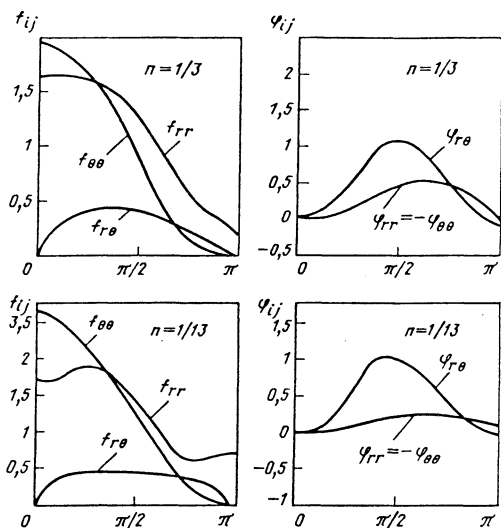 f_ij
n=1/3
1,5
1
0,5
0
f_θθ
f_rr
f_rθ
π/2
π
φ_ij
n=1/3
2
1,5
1
0,5
0
−0,5
φ_rθ
φ_rr=−φ_θθ
π/2
π
f_ij
n=1/13
3,5
2,5
2
1,5
1
0,5
0
f_θθ
f_rr
f_rθ
π/2
π
φ_ij
n=1/13
1,5
1
0,5
0
−0,5
−1
φ_rθ
φ_rr=−φ_θθ
π/2
π